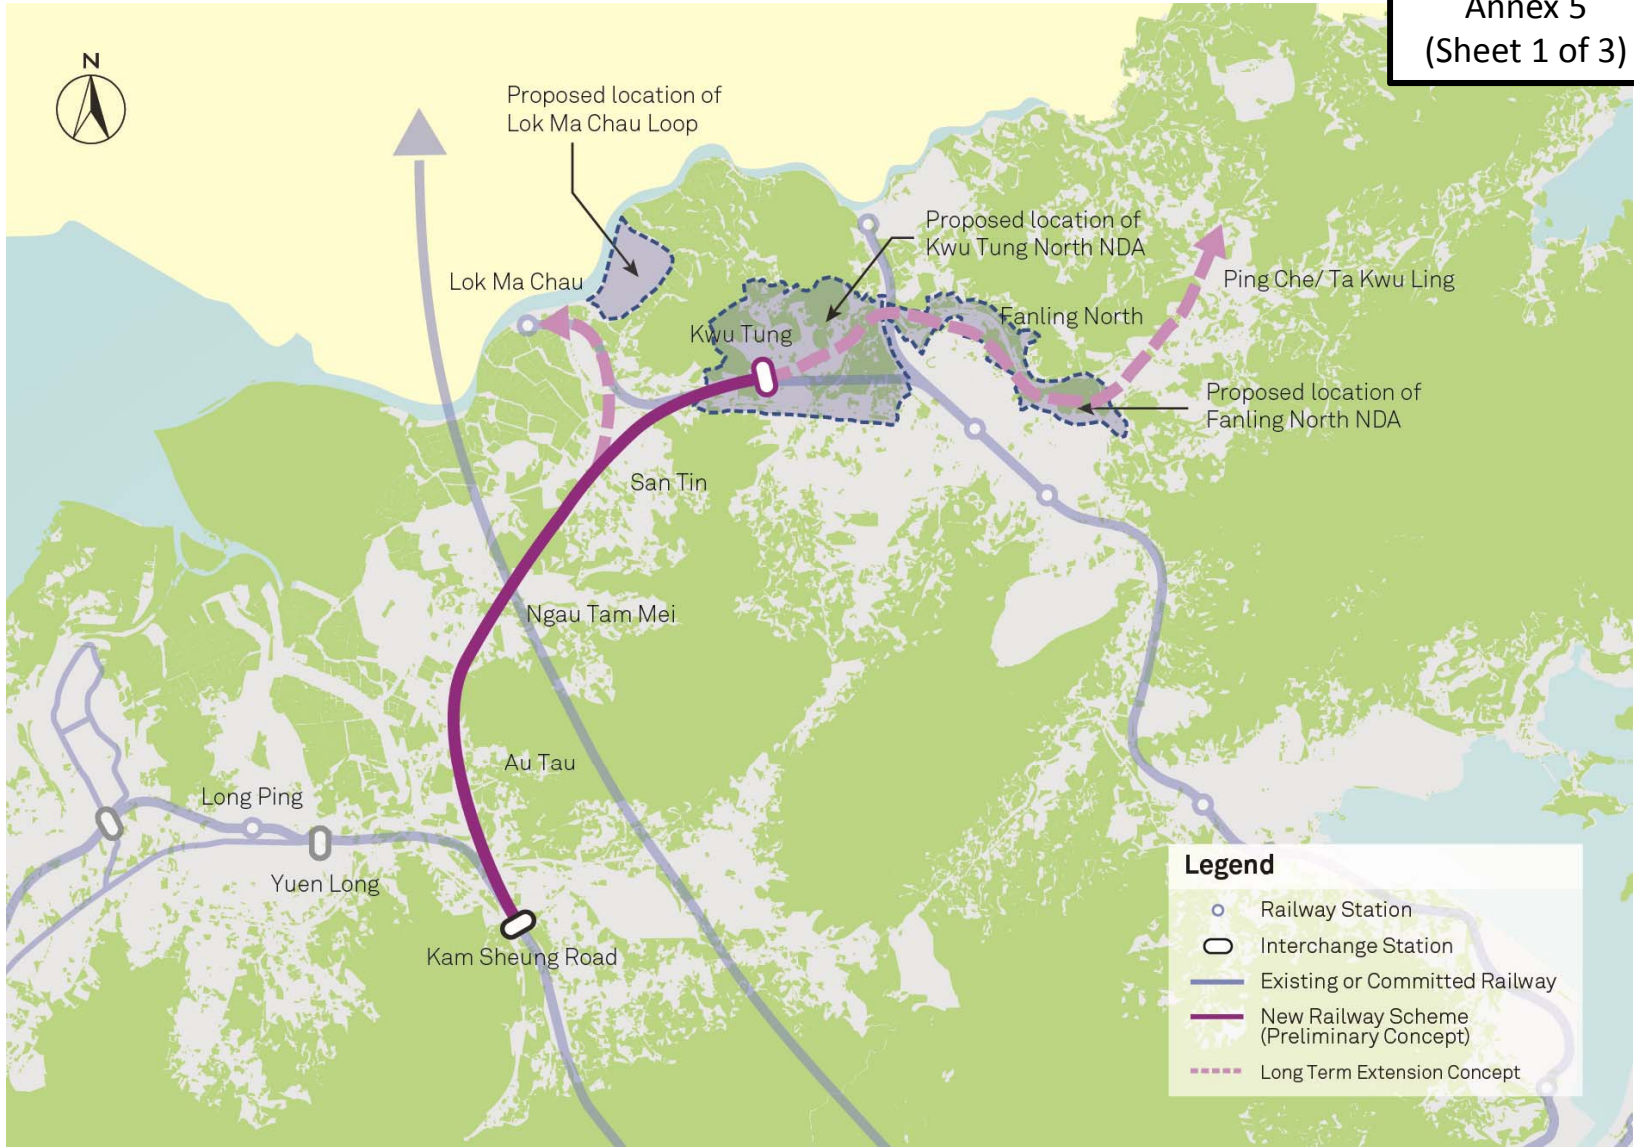 Annex 5
(Sheet 1 of 3)
N
Proposed location of
Lok Ma Chau Loop
Proposed location of
Kwu Tung North NDA
Lok Ma Chau
Ping Che/ Ta Kwu Ling
Fanling North
Kwu Tung
Proposed location of
Fanling North NDA
San Tin
Ngau Tam Mei
Au Tau
Long Ping
Yuen Long
Kam Sheung Road
Legend
Railway Station
Interchange Station
Existing or Committed Railway
New Railway Scheme
(Preliminary Concept)
Long Term Extension Concept